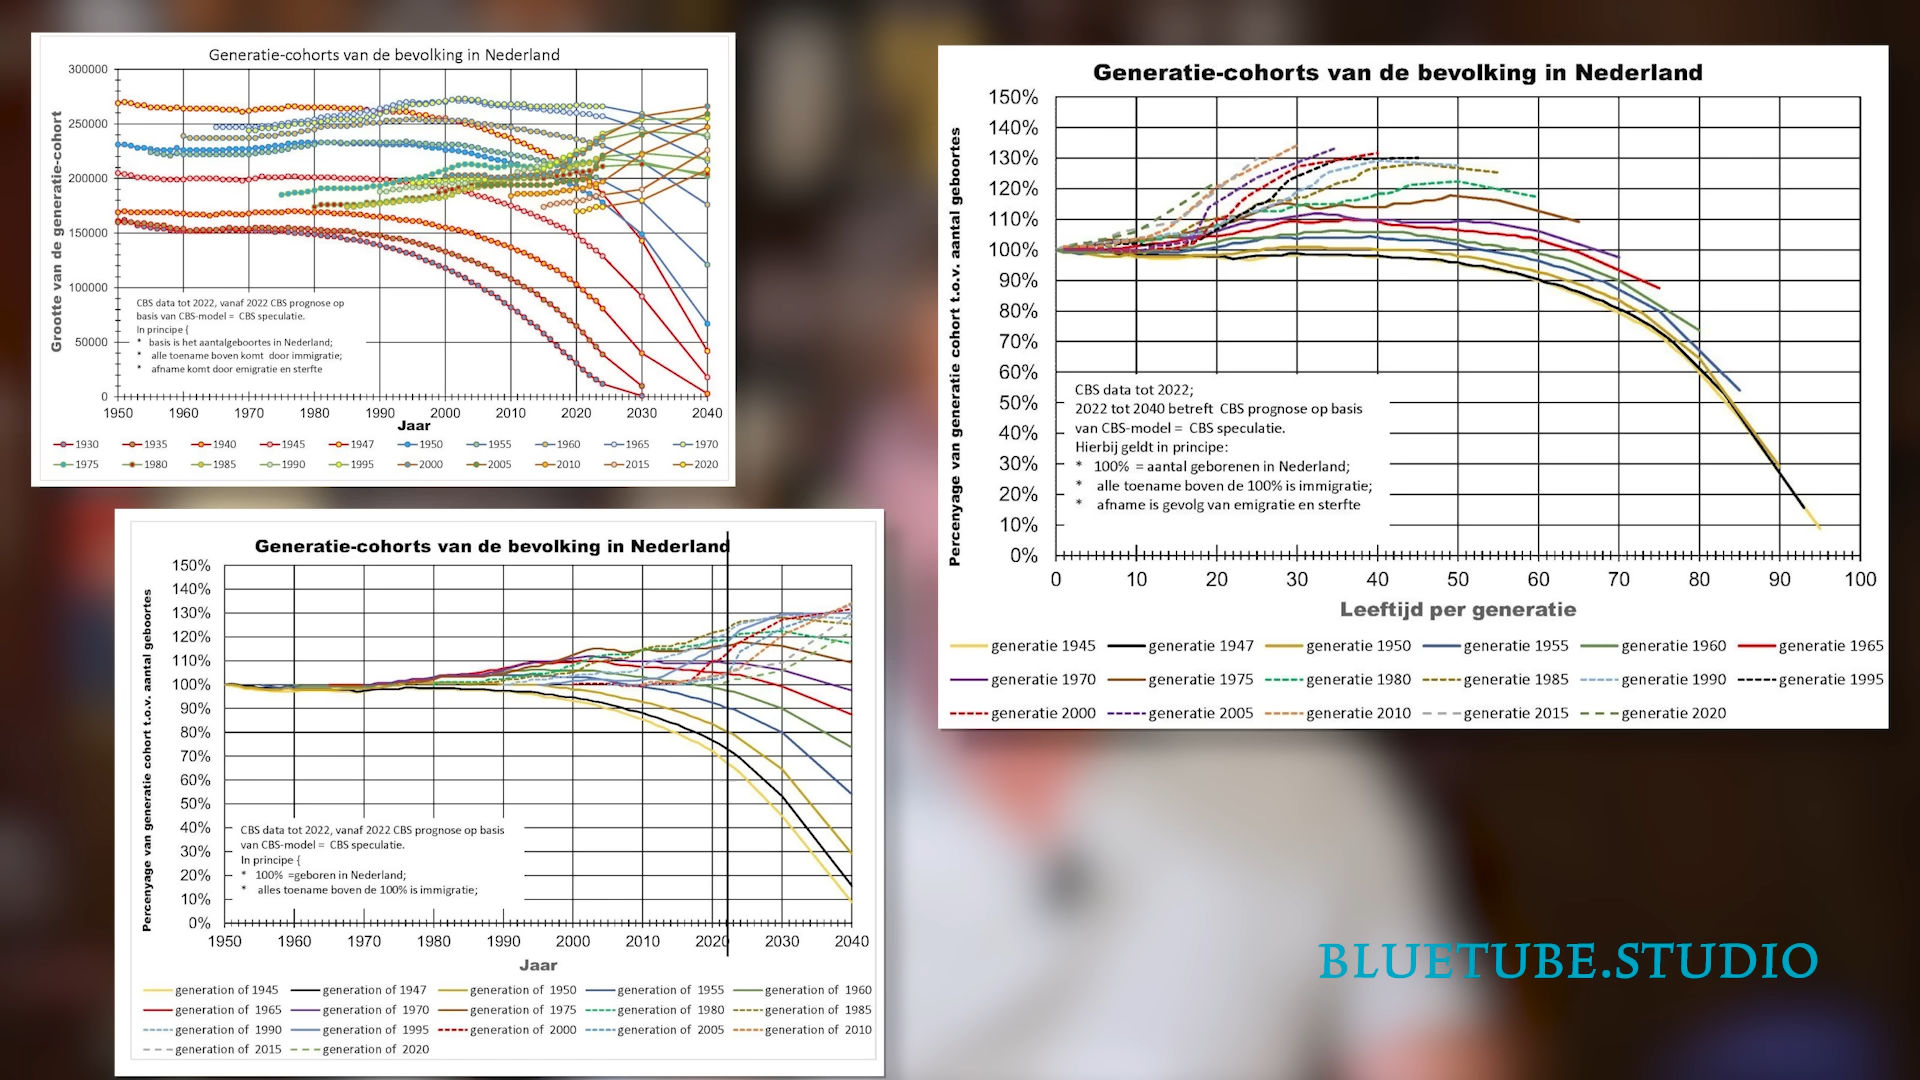 Generatie-cohorts van de bevolking in Nederland
300000
250000
200000
150000
100000
50000
0
Grootte van de generatie-cohort
CBS data tot 2022, vanaf 2022 CBS prognose op
basis van CBS-model = CBS speculatie.
In principe {
* basis is het aantalgeboortes in Nederland;
* alle toename boven komt door immigratie;
* afname komt door emigratie en sterfte
1950 1960 1970 1980 1990 2000 2010 2020 2030 2040
Jaar
1930 1935 1940 1945 1947 1950 1955 1960 1965 1970
1975 1980 1985 1990 1995 2000 2005 2010 2015 2020
Generatie-cohorts van de bevolking in Nederland
150%
140%
130%
120%
110%
100%
90%
80%
70%
60%
50%
40%
30%
20%
10%
0%
Percenyage van generatie cohort t.o.v. aantal geboortes
CBS data tot 2022;
2022 tot 2040 betreft CBS prognose op basis
van CBS-model = CBS speculatie.
Hierbij geldt in principe:
* 100% = aantal geborenen in Nederland;
* alle toename boven de 100% is immigratie;
* afname is gevolg van emigratie en sterfte
0 10 20 30 40 50 60 70 80 90 100
Leeftijd per generatie
generatie 1945 generatie 1947 generatie 1950 generatie 1955 generatie 1960 generatie 1965
generatie 1970 generatie 1975 generatie 1980 generatie 1985 generatie 1990 generatie 1995
generatie 2000 generatie 2005 generatie 2010 generatie 2015 generatie 2020
Generatie-cohorts van de bevolking in Nederland
150%
140%
130%
120%
110%
100%
90%
80%
70%
60%
50%
40%
30%
20%
10%
0%
Percenyage van generatie cohort t.o.v. aantal geboortes
CBS data tot 2022, vanaf 2022 CBS prognose op basis
van CBS-model = CBS speculatie.
In principe {
* 100% =geboren in Nederland;
* alles toename boven de 100% is immigratie;
1950 1960 1970 1980 1990 2000 2010 2020 2030 2040
Jaar
generation of 1945 generation of 1947 generation of 1950 generation of 1955 generation of 1960
generation of 1965 generation of 1970 generation of 1975 generation of 1980 generation of 1985
generation of 1990 generation of 1995 generation of 2000 generation of 2005 generation of 2010
generation of 2015 generation of 2020
BLUETUBE.STUDIO